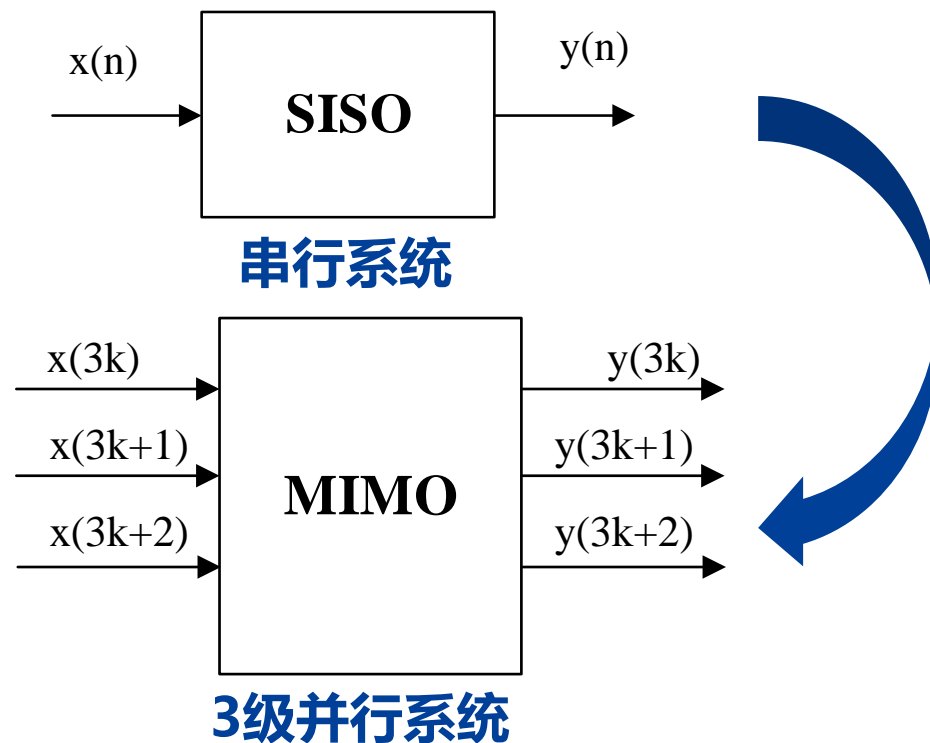 x(n)
y(n)
SISO
串行系统
x(3k)
y(3k)
x(3k+1)
y(3k+1)
MIMO
x(3k+2)
y(3k+2)
3级并行系统